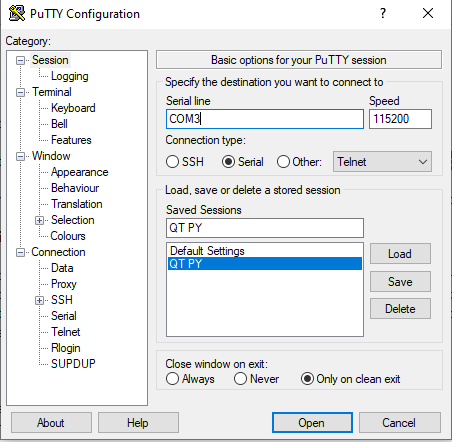 PuTTY Configuration
?
Category:
Session
Logging
Terminal
Keyboard
Bell
Features
Window
Appearance
Behaviour
Translation
Selection
Colours
Connection
Data
Proxy
SSH
Serial
Telnet
Rlogin
SUPDUP
Basic options for your PuTTY session
Specify the destination you want to connect to
Serial line Speed
COM3 115200
Connection type:
SSH Serial Other: Telnet
Load, save or delete a stored session
Saved Sessions
QT PY
Default Settings
QT PY
Load
Save
Delete
Close window on exit:
Always Never Only on clean exit
About Help Open Cancel